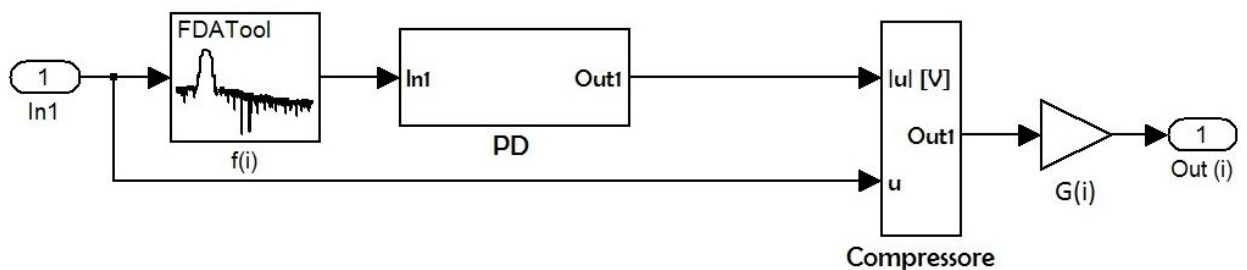 FDATool
1
In1
f(i)
In1
Out1
PD
|u| [V]
Out1
u
Compressore
G(i)
1
Out (i)